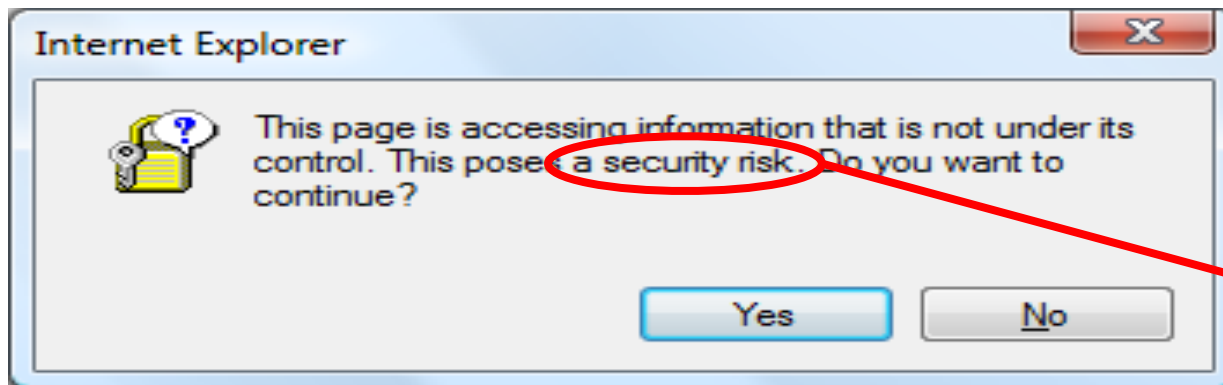 Internet Explorer
?
This page is accessing information that is not under its
control. This poses a security risk. Do you want to
continue?
Yes
No